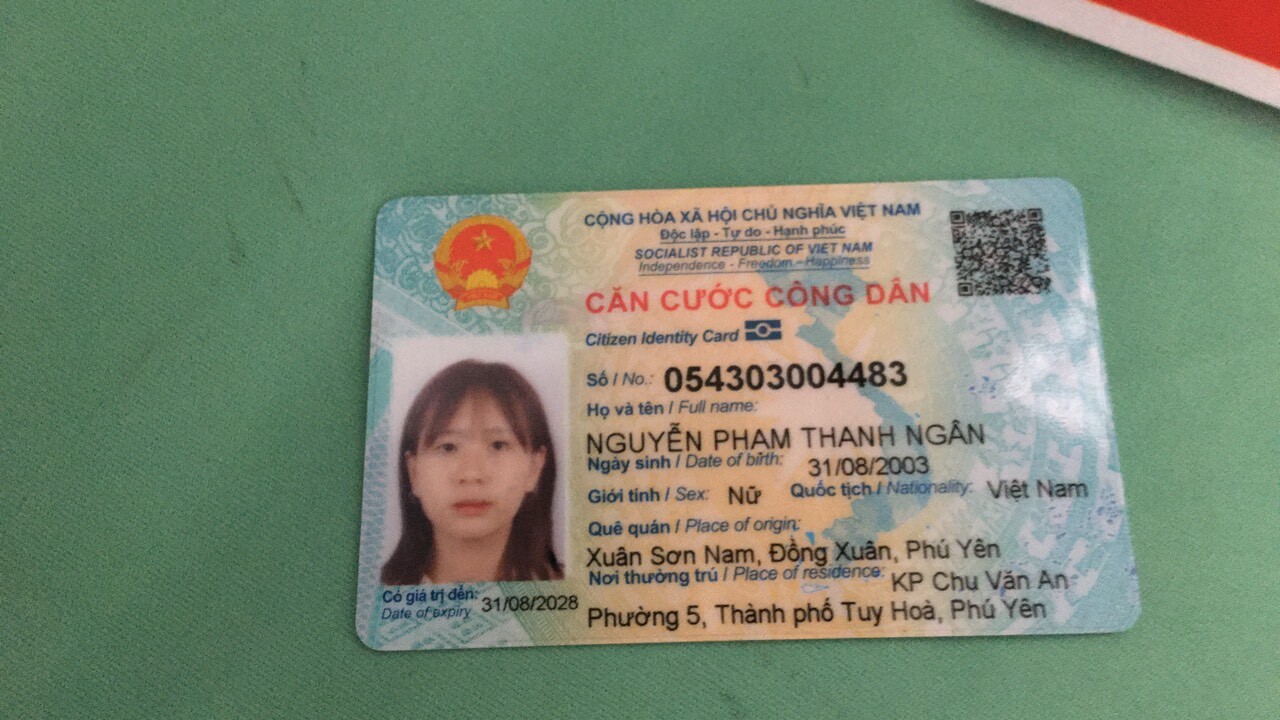 CỘNG HÒA XÃ HỘI CHỦ NGHĨA VIỆT NAM
Độc lập - Tự do - Hạnh phúc
SOCIALIST REPUBLIC OF VIET NAM
Independence - Freedom - Happiness
CĂN CƯỚC CÔNG DÂN
Citizen Identity Card
Số / No.: 054303004483
Họ và tên / Full name:
NGUYỄN PHẠM THANH NGÂN
Ngày sinh / Date of birth: 31/08/2003
Giới tính / Sex: Nữ Quốc tịch / Nationality: Việt Nam
Quê quán / Place of origin:
Xuân Sơn Nam, Đồng Xuân, Phú Yên
Nơi thường trú / Place of residence: KP Chu Văn An
Phường 5, Thành phố Tuy Hoà, Phú Yên
Có giá trị đến: 31/08/2028
Date of expiry